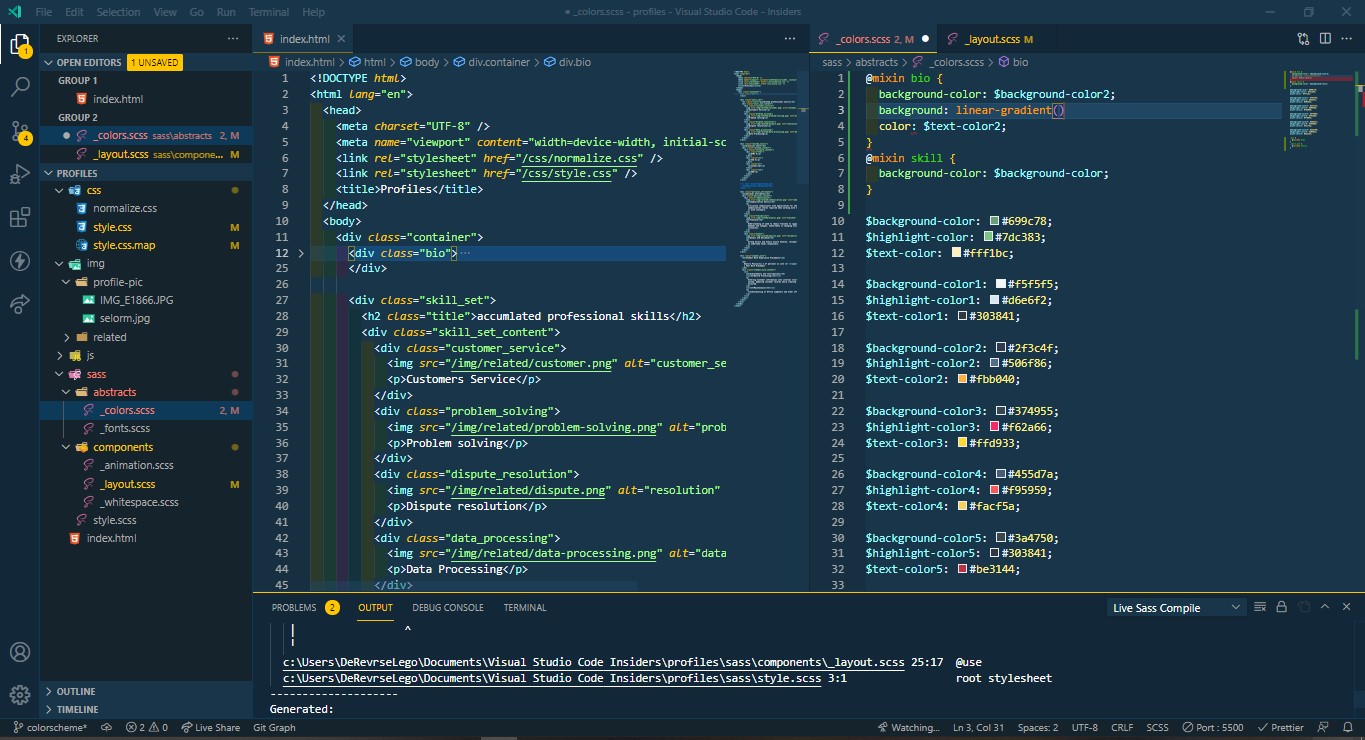 File Edit Selection View Go Run Terminal Help
● _colors.scss - profiles - Visual Studio Code - Insiders
EXPLORER
OPEN EDITORS 1 UNSAVED
GROUP 1
index.html
GROUP 2
_colors.scss sass\abstracts 2, M
_layout.scss sass\compone... M
PROFILES
css
normalize.css
style.css M
style.css.map M
img
profile-pic
IMG_E1866.JPG
selorm.jpg
related
js
sass
abstracts
_colors.scss 2, M
_fonts.scss
components
_animation.scss
_layout.scss M
_whitespace.scss
style.scss
index.html
OUTLINE
TIMELINE
index.html
index.html > html > body > div.container > div.bio
1 <!DOCTYPE html>
2 <html lang="en">
3 <head>
4 <meta charset="UTF-8" />
5 <meta name="viewport" content="width=device-width, initial-sc
6 <link rel="stylesheet" href="/css/normalize.css" />
7 <link rel="stylesheet" href="/css/style.css" />
8 <title>Profiles</title>
9 </head>
10 <body>
11 <div class="container">
12 <div class="bio">···
25 </div>
26
27 <div class="skill_set">
28 <h2 class="title">accumlated professional skills</h2>
29 <div class="skill_set_content">
30 <div class="customer_service">
31 <img src="/img/related/customer.png" alt="customer_se
32 <p>Customers Service</p>
33 </div>
34 <div class="problem_solving">
35 <img src="/img/related/problem-solving.png" alt="prob
36 <p>Problem solving</p>
37 </div>
38 <div class="dispute_resolution">
39 <img src="/img/related/dispute.png" alt="resolution"
40 <p>Dispute resolution</p>
41 </div>
42 <div class="data_processing">
43 <img src="/img/related/data-processing.png" alt="data
44 <p>Data Processing</p>
45 </div>
_colors.scss 2, M ● _layout.scss M
sass > abstracts > _colors.scss > bio
1 @mixin bio {
2 background-color: $background-color2;
3 background: linear-gradient()
4 color: $text-color2;
5 }
6 @mixin skill {
7 background-color: $background-color;
8 }
9
10 $background-color: #699c78;
11 $highlight-color: #7dc383;
12 $text-color: #fff1bc;
13
14 $background-color1: #f5f5f5;
15 $highlight-color1: #d6e6f2;
16 $text-color1: #303841;
17
18 $background-color2: #2f3c4f;
19 $highlight-color2: #506f86;
20 $text-color2: #fbb040;
21
22 $background-color3: #374955;
23 $highlight-color3: #f62a66;
24 $text-color3: #ffd933;
25
26 $background-color4: #455d7a;
27 $highlight-color4: #f95959;
28 $text-color4: #facf5a;
29
30 $background-color5: #3a4750;
31 $highlight-color5: #303841;
32 $text-color5: #be3144;
33
PROBLEMS 2 OUTPUT DEBUG CONSOLE TERMINAL Live Sass Compile
| ^
c:\Users\DeRevrseLego\Documents\Visual Studio Code Insiders\profiles\sass\components\_layout.scss 25:17 @use
c:\Users\DeRevrseLego\Documents\Visual Studio Code Insiders\profiles\sass\style.scss 3:1 root stylesheet
--------------------
Generated:
colorscheme* 2 0 Live Share Git Graph Watching... Ln 3, Col 31 Spaces: 2 UTF-8 CRLF SCSS Port : 5500 Prettier